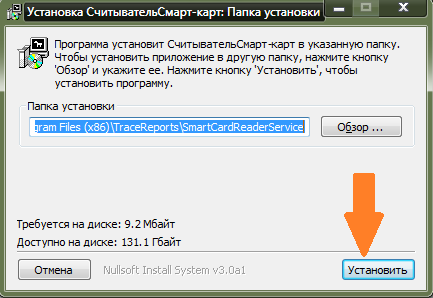 Установка СчитывательСмарт-карт: Папка установки
Программа установит СчитывательСмарт-карт в указанную папку.
Чтобы установить приложение в другую папку, нажмите кнопку
'Обзор' и укажите ее. Нажмите кнопку 'Установить', чтобы
установить программу.
Папка установки
gram Files (x86)\TraceReports\SmartCardReaderService
Обзор ...
Требуется на диске: 9.2 Мбайт
Доступно на диске: 131.1 Гбайт
Отмена
Nullsoft Install System v3.0a1
Установить